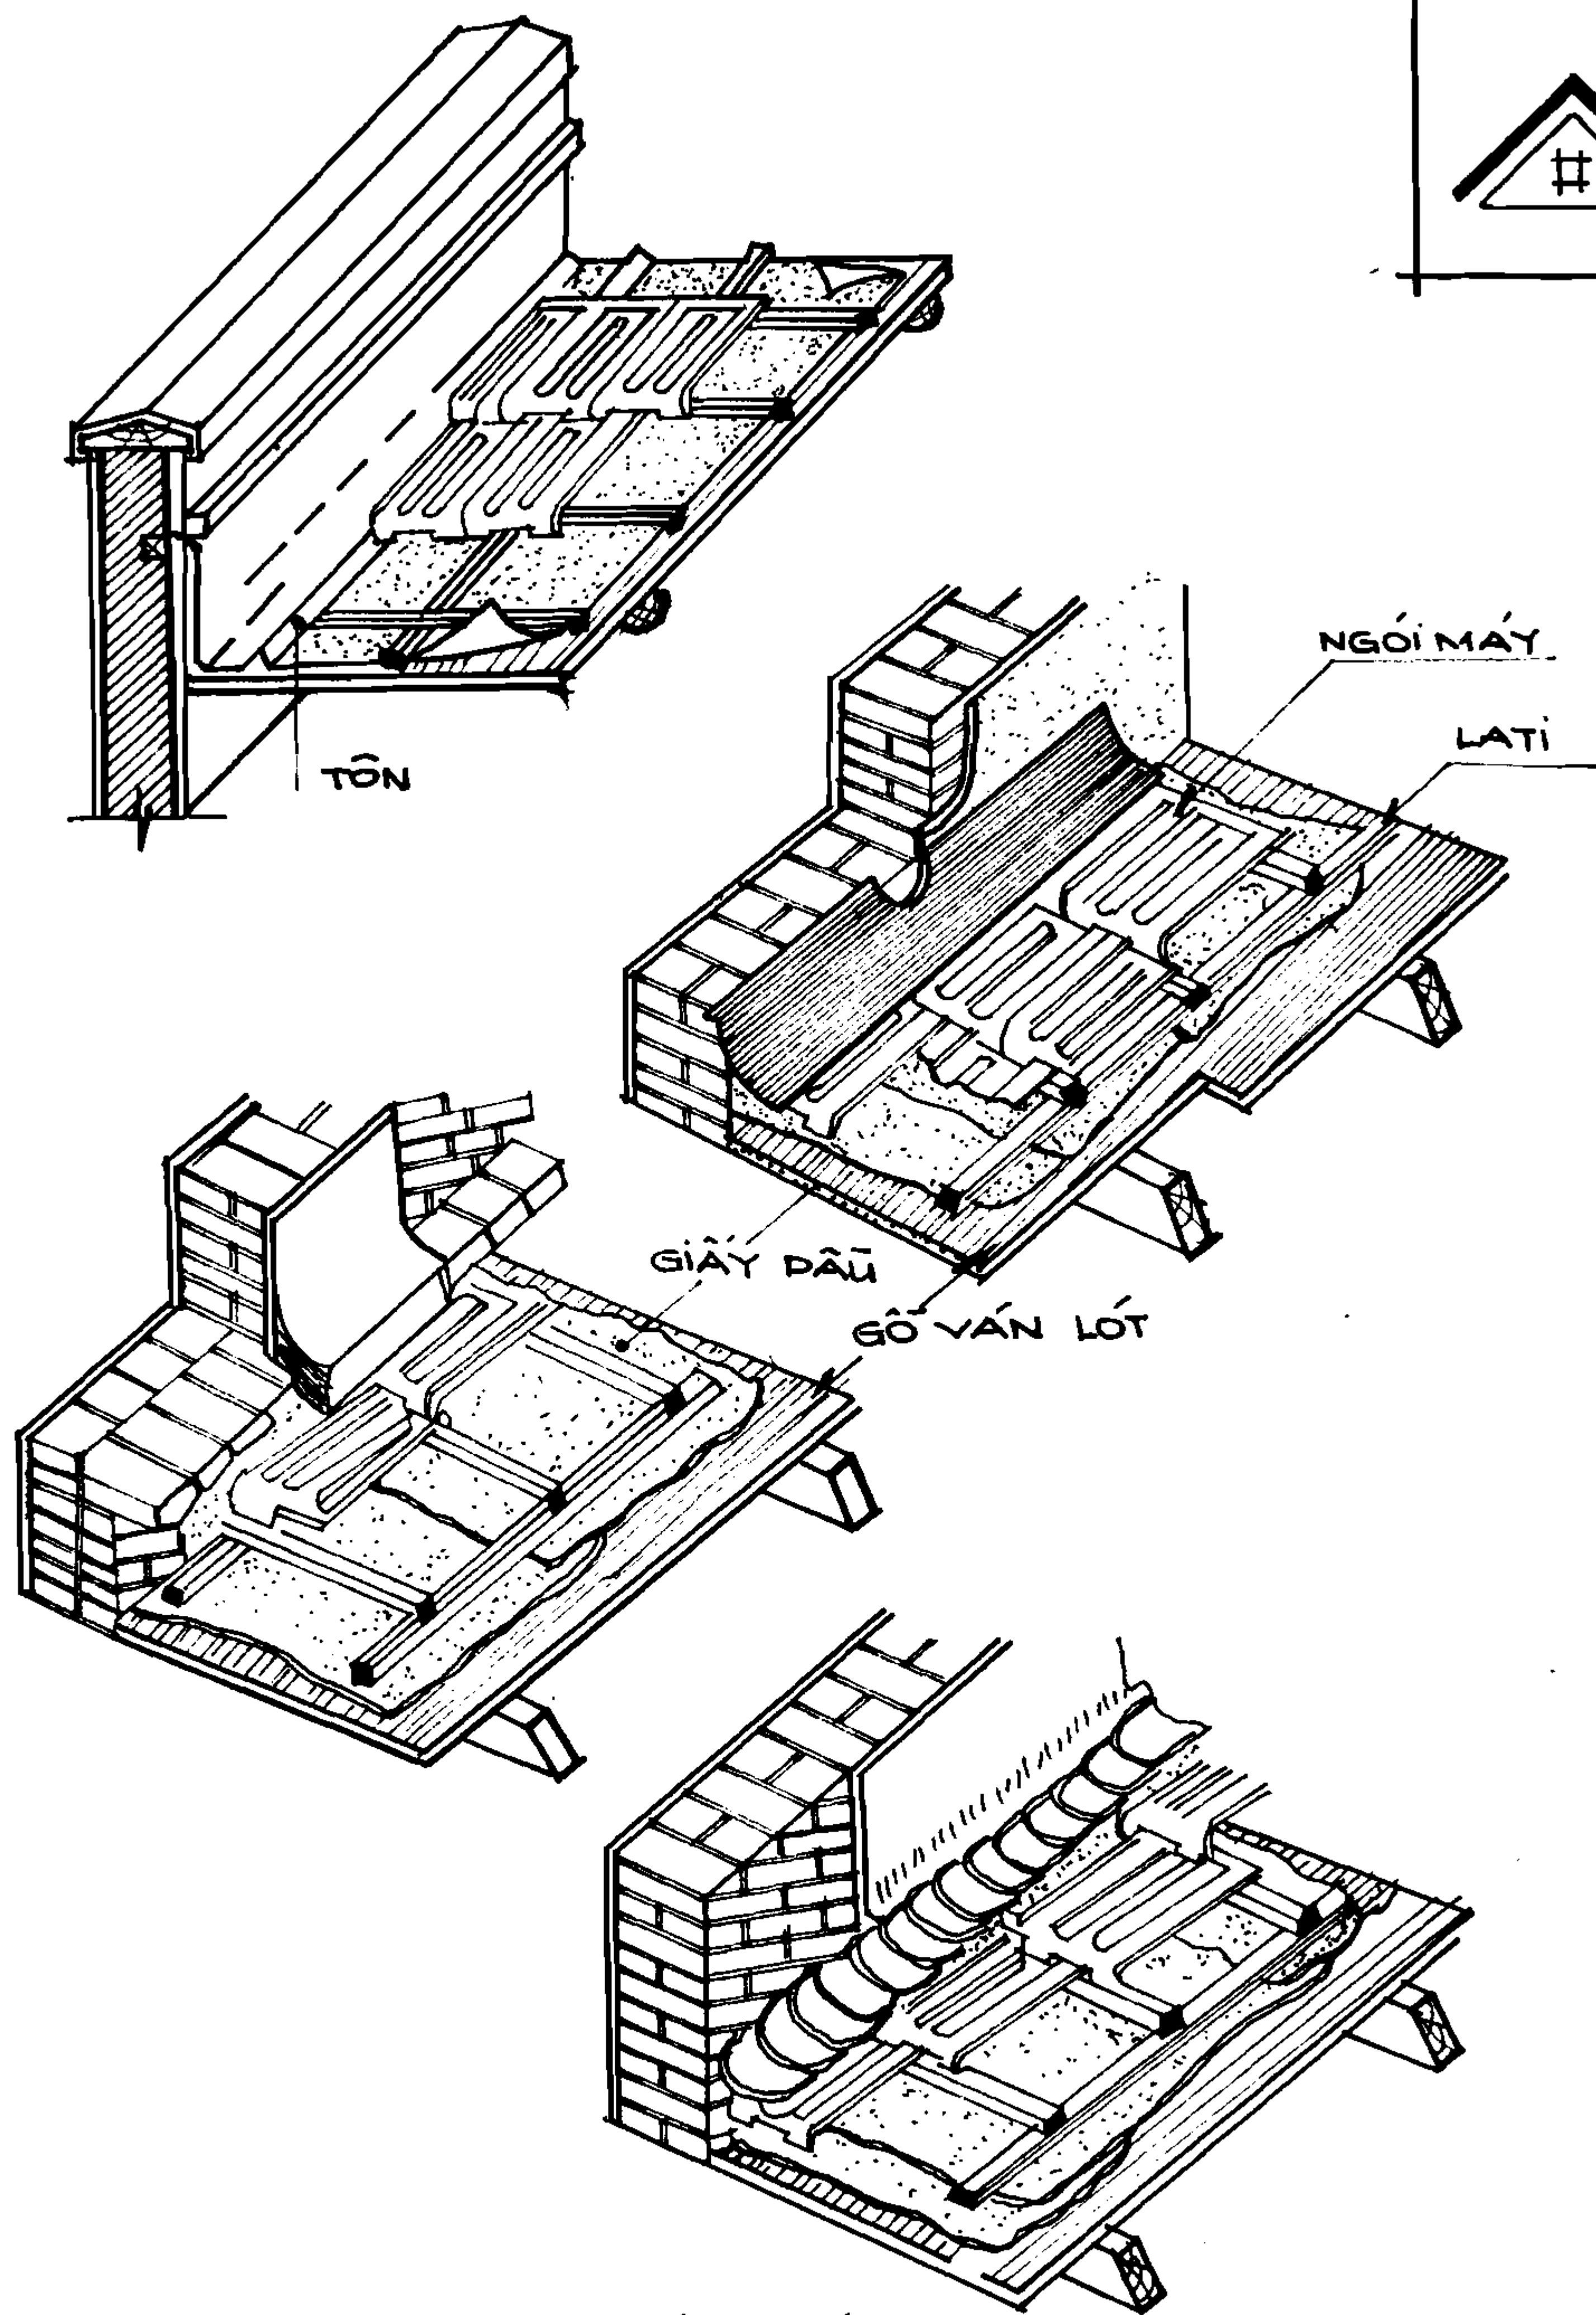 NGÓI MÁY
LATI
TÔN
GIẤY DẦU
GỖ VÁN LÓT